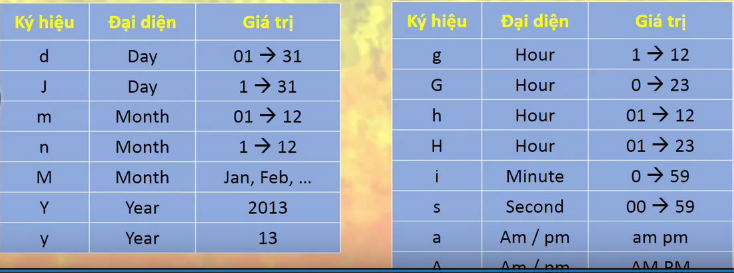 Ký hiệu Đại diện Giá trị
d Day 01 → 31
J Day 1 → 31
m Month 01 → 12
n Month 1 → 12
M Month Jan, Feb, ...
Y Year 2013
y Year 13
Ký hiệu Đại diện Giá trị
g Hour 1 → 12
G Hour 0 → 23
h Hour 01 → 12
H Hour 01 → 23
i Minute 0 → 59
s Second 00 → 59
a Am / pm am pm
A Am / pm AM PM